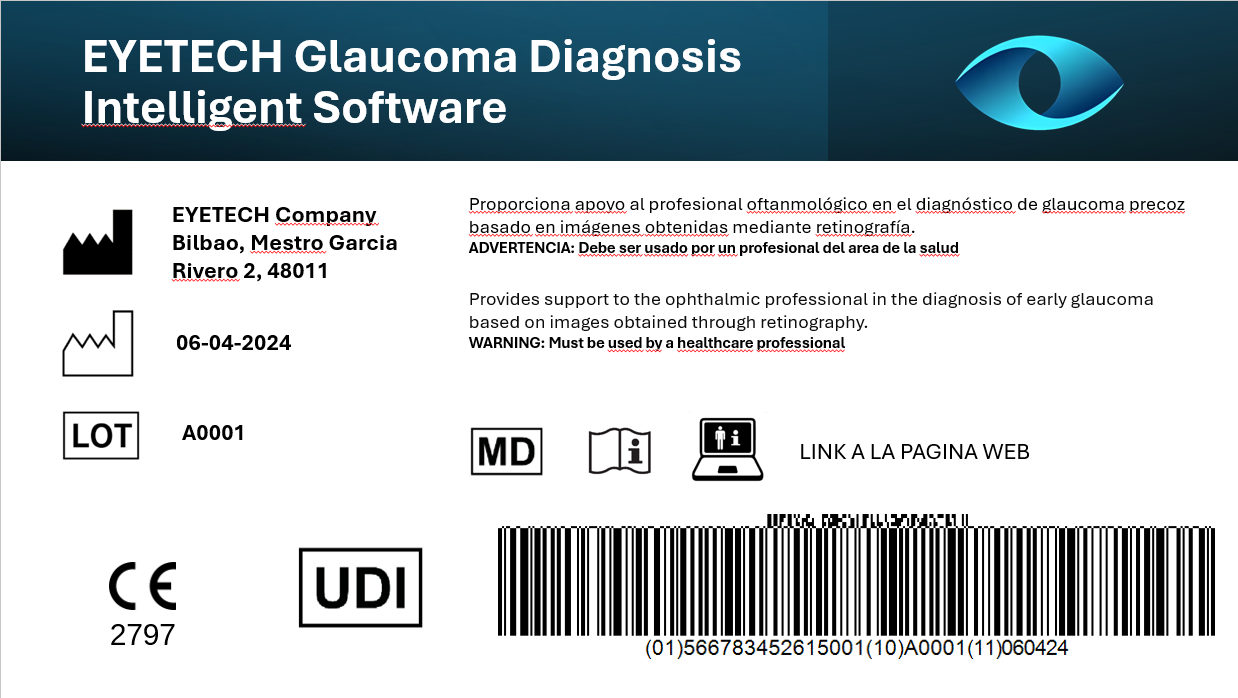 EYETECH Glaucoma Diagnosis
Intelligent Software
EYETECH Company
Bilbao, Mestro Garcia
Rivero 2, 48011
06-04-2024
LOT
A0001
Proporciona apoyo al profesional oftanmológico en el diagnóstico de glaucoma precoz
basado en imágenes obtenidas mediante retinografía.
ADVERTENCIA: Debe ser usado por un profesional del area de la salud
Provides support to the ophthalmic professional in the diagnosis of early glaucoma
based on images obtained through retinography.
WARNING: Must be used by a healthcare professional
MD
i
i
LINK A LA PAGINA WEB
CE
2797
UDI
(01)566783452615001(10)A0001(11)060424